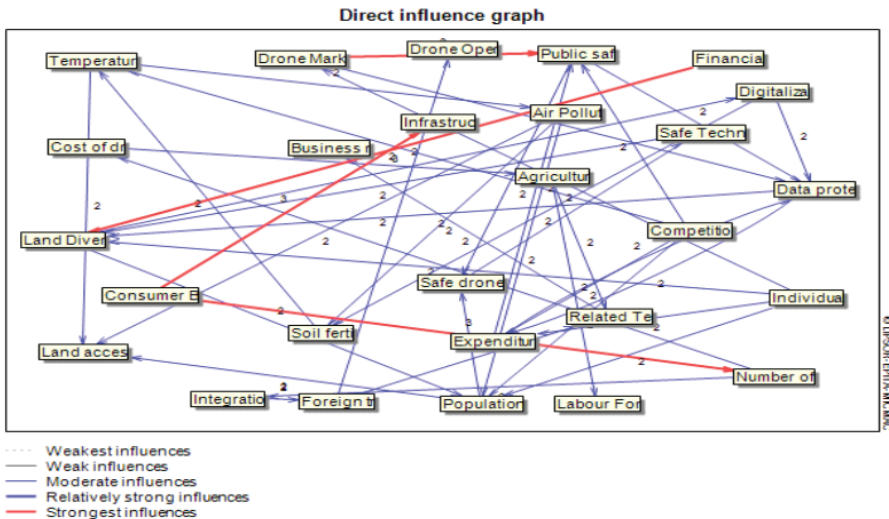 Direct influence graph
Temperatur
Drone Mark
Drone Oper
Public saf
Financia
Digitaliza
Air Pollut
Infrastruc
Safe Techn
Cost of dr
Business r
Agricultur
Data prote
Land Diver
Competitio
Consumer B
Safe drone
Individua
Soil ferti
Expenditur
Related Te
Land acces
Number of
Integratio
Foreign tr
Population
Labour For
Weakest influences
Weak influences
Moderate influences
Relatively strong influences
Strongest influences